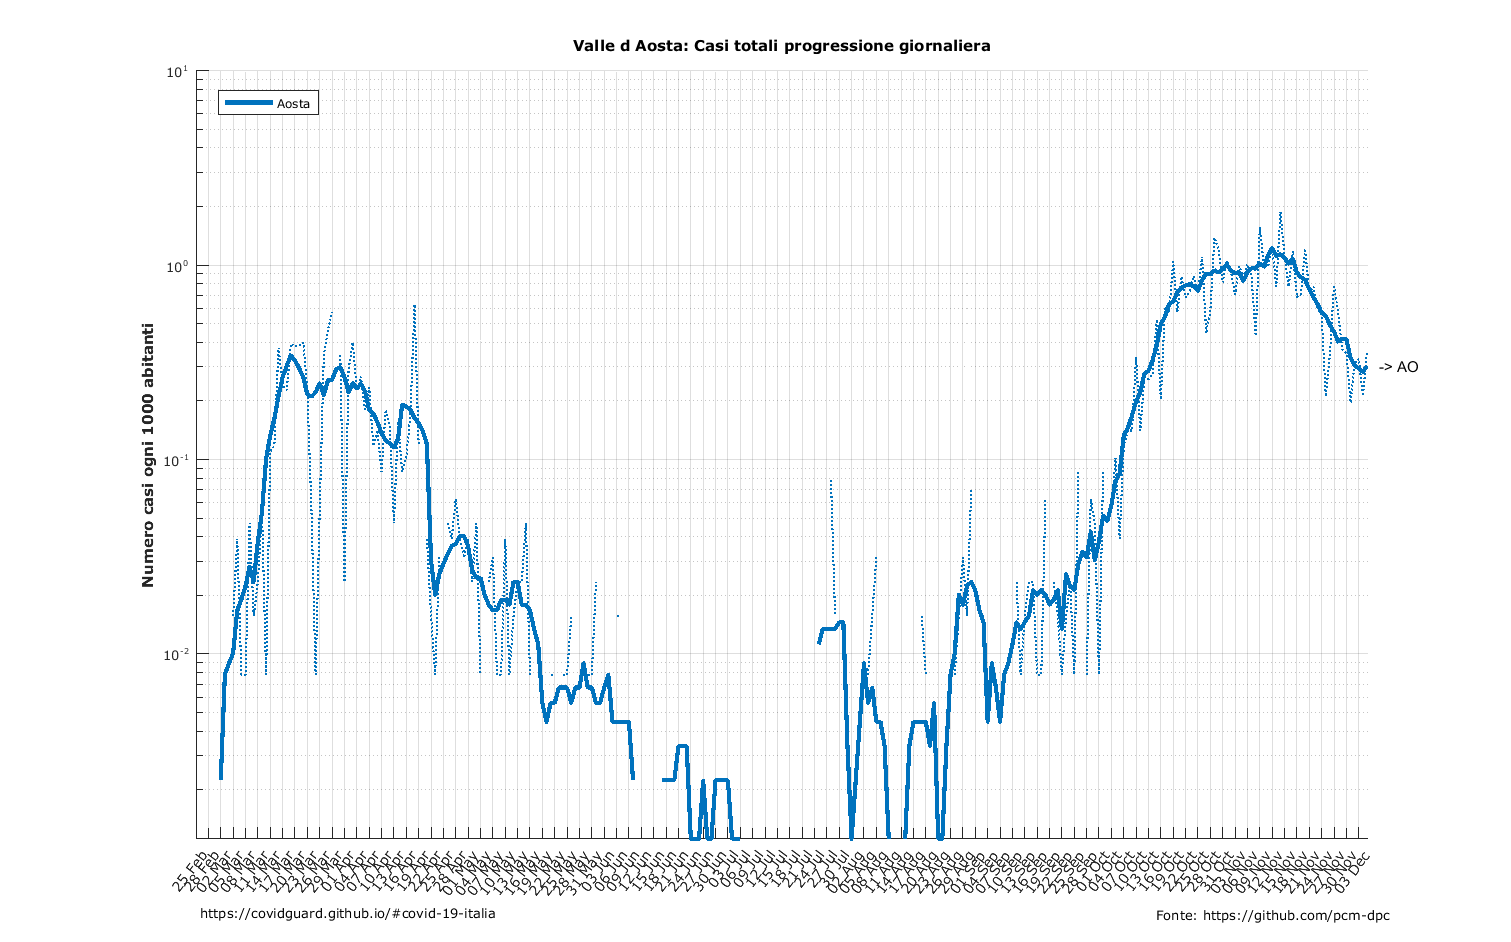 Valle d Aosta: Casi totali progressione giornaliera
Aosta
Numero casi ogni 1000 abitanti
10¹
10⁰
10⁻¹
10⁻²
-> AO
25 Feb
28 Feb
02 Mar
05 Mar
08 Mar
11 Mar
14 Mar
17 Mar
20 Mar
23 Mar
26 Mar
29 Mar
01 Apr
04 Apr
07 Apr
10 Apr
13 Apr
16 Apr
19 Apr
22 Apr
25 Apr
28 Apr
01 May
04 May
07 May
10 May
13 May
16 May
19 May
22 May
25 May
28 May
31 May
03 Jun
06 Jun
09 Jun
12 Jun
15 Jun
18 Jun
21 Jun
24 Jun
27 Jun
30 Jun
03 Jul
06 Jul
09 Jul
12 Jul
15 Jul
18 Jul
21 Jul
24 Jul
27 Jul
30 Jul
02 Aug
05 Aug
08 Aug
11 Aug
14 Aug
17 Aug
20 Aug
23 Aug
26 Aug
29 Aug
01 Sep
04 Sep
07 Sep
10 Sep
13 Sep
16 Sep
19 Sep
22 Sep
25 Sep
28 Sep
01 Oct
04 Oct
07 Oct
10 Oct
13 Oct
16 Oct
19 Oct
22 Oct
25 Oct
28 Oct
31 Oct
03 Nov
06 Nov
09 Nov
12 Nov
15 Nov
18 Nov
21 Nov
24 Nov
27 Nov
30 Nov
03 Dec
https://covidguard.github.io/#covid-19-italia
Fonte: https://github.com/pcm-dpc